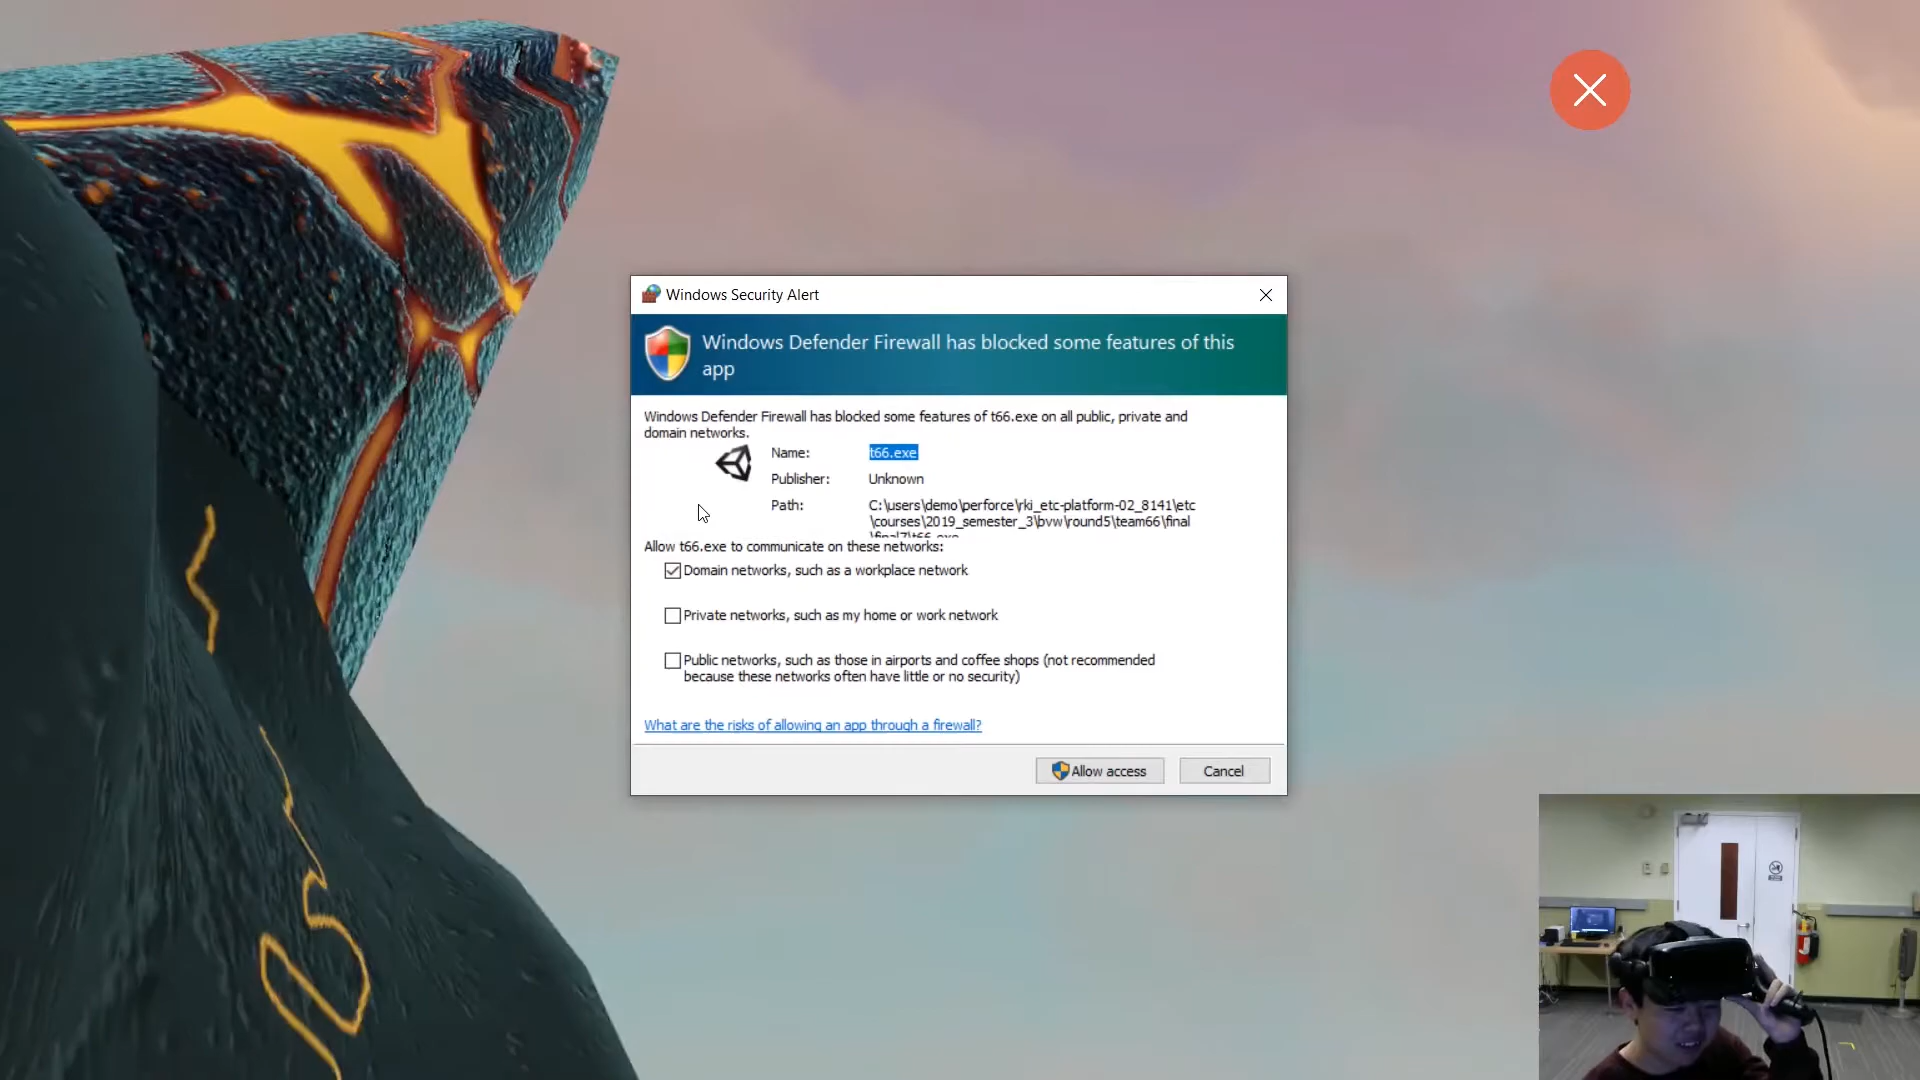 Windows Security Alert
Windows Defender Firewall has blocked some features of this
app
Windows Defender Firewall has blocked some features of t66.exe on all public, private and
domain networks.
Name: t66.exe
Publisher: Unknown
Path: C:\users\demo\perforce\rki_etc-platform-02_8141\etc
\courses\2019_semester_3\bvw\round5\team66\final
\final7\t66.exe
Allow t66.exe to communicate on these networks:
Domain networks, such as a workplace network
Private networks, such as my home or work network
Public networks, such as those in airports and coffee shops (not recommended
because these networks often have little or no security)
What are the risks of allowing an app through a firewall?
Allow access
Cancel